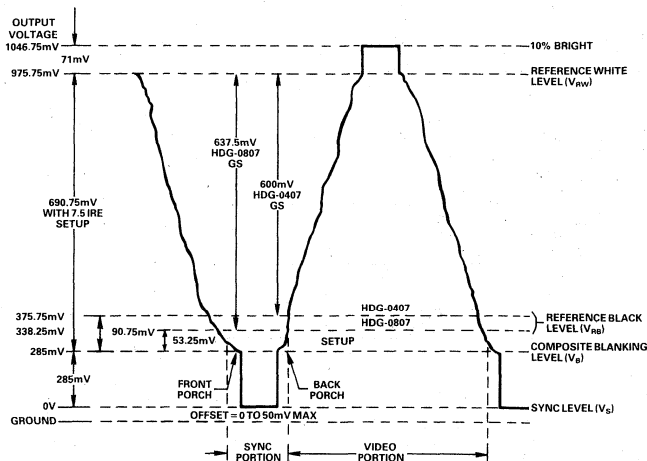 OUTPUT
VOLTAGE
1046.75mV
10% BRIGHT
71mV
975.75mV
REFERENCE WHITE
LEVEL (VRW)
637.5mV
HDG-0807
GS
600mV
HDG-0407
GS
690.75mV
WITH 7.5 IRE
SETUP
375.75mV
HDG-0407
HDG-0807
REFERENCE BLACK
LEVEL (VRB)
338.25mV
90.75mV
53.25mV
SETUP
285mV
COMPOSITE BLANKING
LEVEL (VB)
285mV
FRONT
PORCH
BACK
PORCH
0V
SYNC LEVEL (VS)
OFFSET = 0 TO 50mV MAX
GROUND
SYNC
PORTION
VIDEO
PORTION